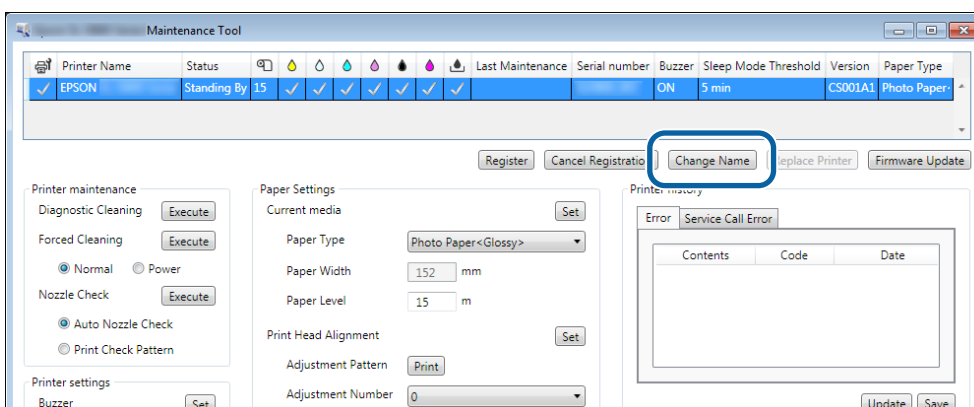 Maintenance Tool
Printer Name Status Last Maintenance Serial number Buzzer Sleep Mode Threshold Version Paper Type
EPSON Standing By 15 ON 5 min CS001A1 Photo Paper-
Register Cancel Registration Change Name Replace Printer Firmware Update
Printer maintenance
Diagnostic Cleaning Execute
Forced Cleaning Execute
Normal Power
Nozzle Check Execute
Auto Nozzle Check
Print Check Pattern
Printer settings
Buzzer Set
Paper Settings
Current media Set
Paper Type Photo Paper<Glossy>
Paper Width 152 mm
Paper Level 15 m
Print Head Alignment Set
Adjustment Pattern Print
Adjustment Number 0
Printer history
Error Service Call Error
Contents Code Date
Update Save